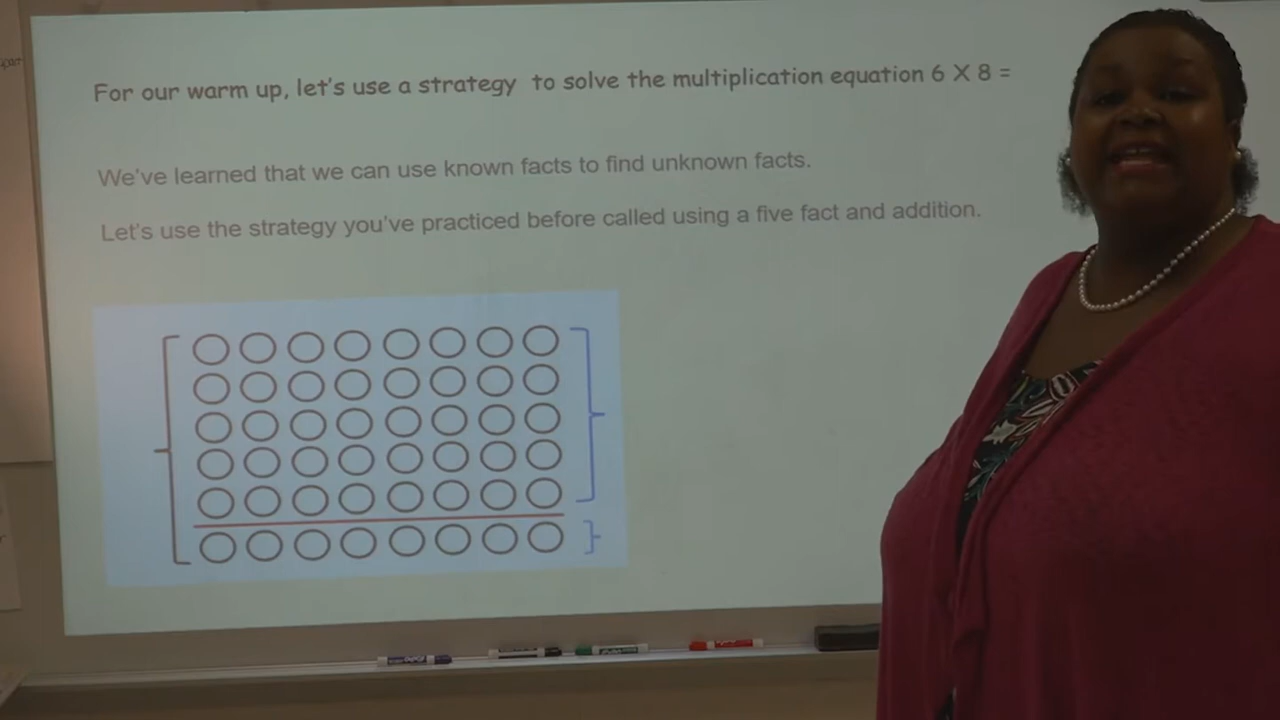 For our warm up, let's use a strategy to solve the multiplication equation 6 X 8 =
We've learned that we can use known facts to find unknown facts.
Let's use the strategy you've practiced before called using a five fact and addition.